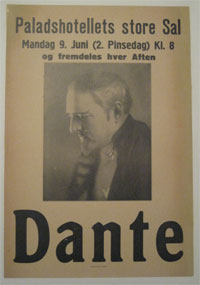 Paladshotellets store Sal
Mandag 9. Juni (2. Pinsedag) Kl. 8
og fremdeles hver Aften
Dante